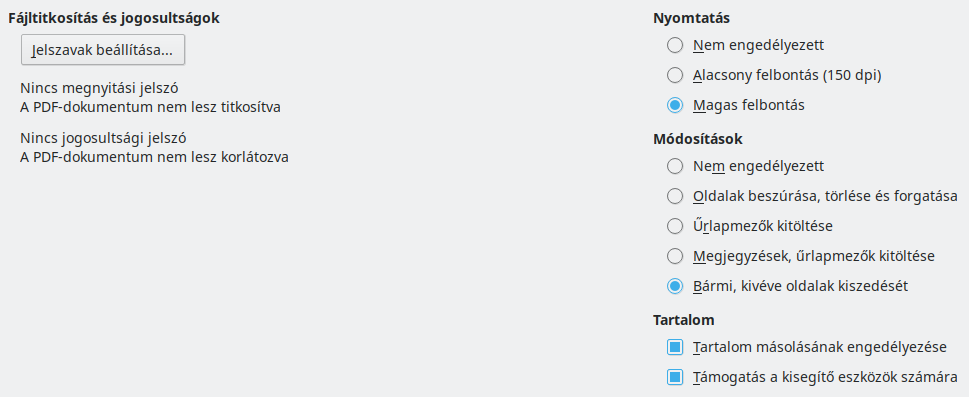 Fájltitkosítás és jogosultságok
Jelszavak beállítása...
Nincs megnyitási jelszó
A PDF-dokumentum nem lesz titkosítva
Nincs jogosultsági jelszó
A PDF-dokumentum nem lesz korlátozva
Nyomtatás
Nem engedélyezett
Alacsony felbontás (150 dpi)
Magas felbontás
Módosítások
Nem engedélyezett
Oldalak beszúrása, törlése és forgatása
Űrlapmezők kitöltése
Megjegyzések, űrlapmezők kitöltése
Bármi, kivéve oldalak kiszedését
Tartalom
Tartalom másolásának engedélyezése
Támogatás a kisegítő eszközök számára